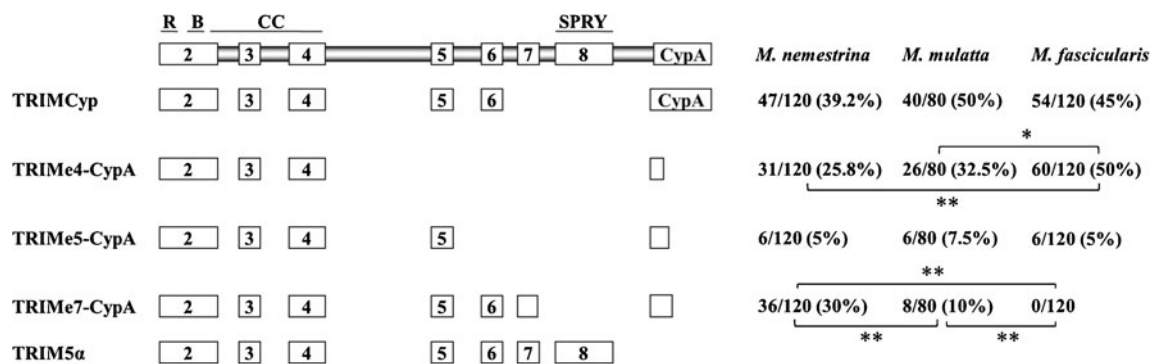 R B CC SPRY
2 3 4 5 6 7 8 CypA M. nemestrina M. mulatta M. fascicularis
TRIMCyp 2 3 4 5 6 CypA 47/120 (39.2%) 40/80 (50%) 54/120 (45%)
*
TRIMe4-CypA 2 3 4 31/120 (25.8%) 26/80 (32.5%) 60/120 (50%)
**
TRIMe5-CypA 2 3 4 5 6/120 (5%) 6/80 (7.5%) 6/120 (5%)
**
TRIMe7-CypA 2 3 4 5 6 36/120 (30%) 8/80 (10%) 0/120
** **
TRIM5α 2 3 4 5 6 7 8